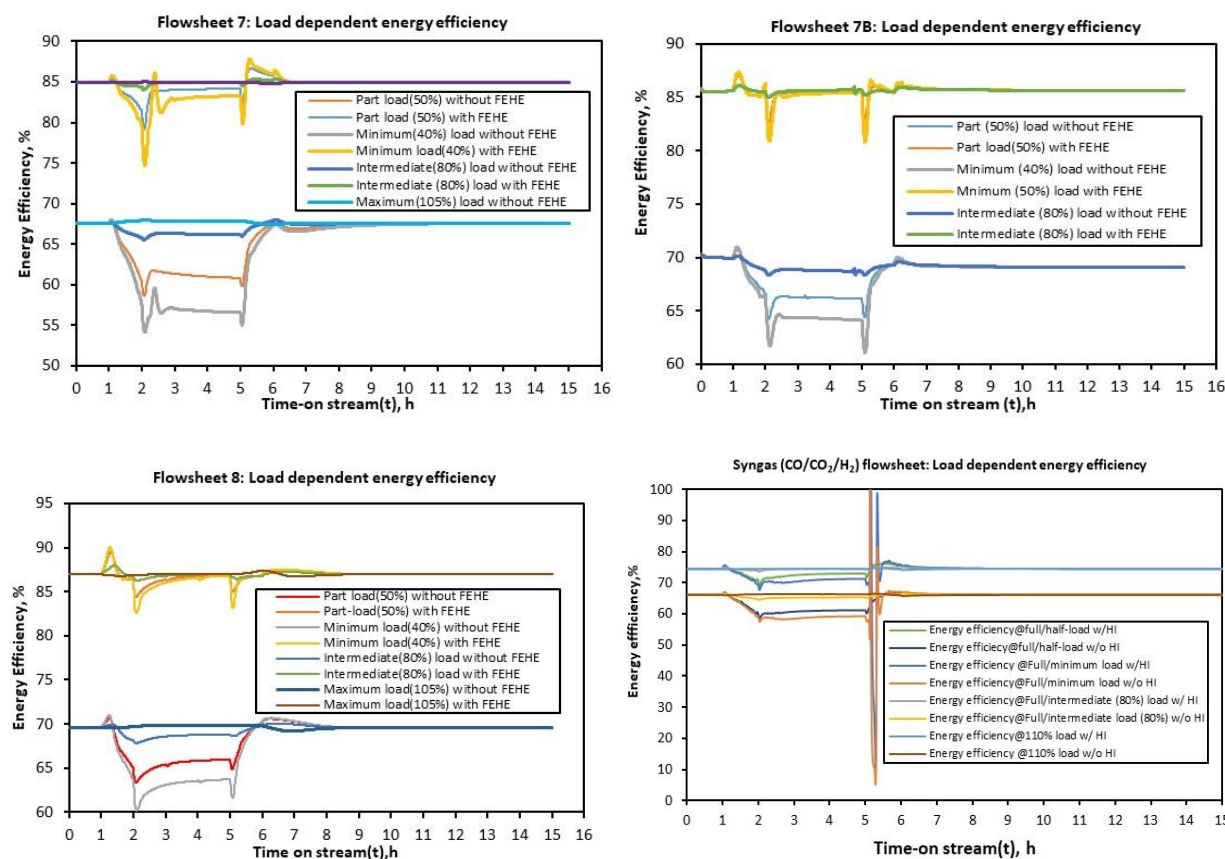 Flowsheet 7: Load dependent energy efficiency
90
85
80
75
70
65
60
55
50
Energy Efficiency, %
Part load(50%) without FEHE
Part load (50%) with FEHE
Minimum(40%) load without FEHE
Minimum load(40%) with FEHE
Intermediate(80%) load without FEHE
Intermediate (80%) load with FEHE
Maximum(105%) load without FEHE
0 1 2 3 4 5 6 7 8 9 10 11 12 13 14 15 16
Time-on stream(t), h
Flowsheet 7B: Load dependent energy efficiency
90
85
80
75
70
65
60
Energy Efficiency, %
Part (50%) load without FEHE
Part load(50%) with FEHE
Minimum (40%) load without FEHE
Mnimum (50%) load with FEHE
Intermediate (80%) load without FEHE
Intermediate (80%) load with FEHE
0 1 2 3 4 5 6 7 8 9 10 11 12 13 14 15 16
Time on stream (t),h
Flowsheet 8: Load dependent energy efficiency
95
90
85
80
75
70
65
60
Energy Efficiency, %
Part load(50%) without FEHE
Part-load(50%) with FEHE
Minimum load(40%) without FEHE
Minimum load(40%) with FEHE
Intermediate(80%) load without FEHE
Intermediate(80%) load with FEHE
Maximum load(105%) without FEHE
Maximum load(105%) with FEHE
0 1 2 3 4 5 6 7 8 9 10 11 12 13 14 15 16
Time on stream(t), h
Syngas (CO/CO₂/H₂) flowsheet: Load dependent energy efficiency
100
90
80
70
60
50
40
30
20
10
0
Energy efficiency,%
Energy efficiency@full/half-load w/HI
Energy efficiecy@full/half-load w/o HI
Energy efficiency @Full/minimum load w/HI
Energy efficiency@Full/minimum load w/o HI
Energy efficiency@Full/intermediate (80%) load w/ HI
Energy efficiency@Full/intermediate load (80%) w/o HI
Energy efficiency@110% load w/ HI
Energy efficiency @110% load w/o HI
0 1 2 3 4 5 6 7 8 9 10 11 12 13 14 15
Time on stream(t), h